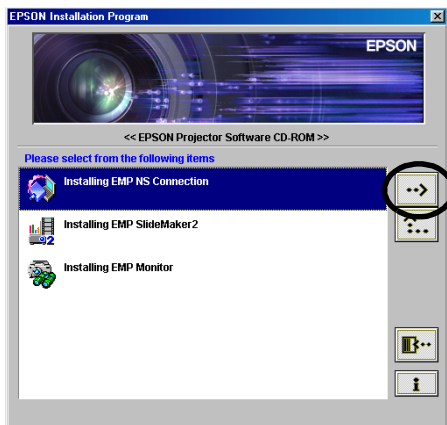 EPSON Installation Program
EPSON
<< EPSON Projector Software CD-ROM >>
Please select from the following items
Installing EMP NS Connection
Installing EMP SlideMaker2
2
Installing EMP Monitor